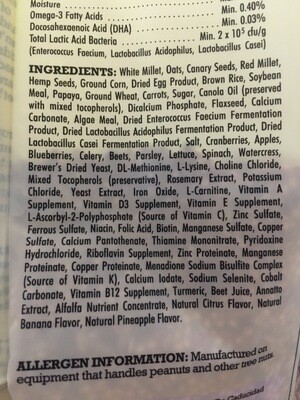 Moisture
Omega-3 Fatty Acids Min. 0.40%
Docosahexaenoic Acid (DHA) Min. 0.03%
Total Lactic Acid Bacteria Min. 2 x 10⁵ cfu/g
(Enterococcus Faecium, Lactobacillus Acidophilus, Lactobacillus Casei)
INGREDIENTS: White Millet, Oats, Canary Seeds, Red Millet,
Hemp Seeds, Ground Corn, Dried Egg Product, Brown Rice, Soybean
Meal, Papaya, Ground Wheat, Carrots, Sugar, Canola Oil (preserved
with mixed tocopherols), Dicalcium Phosphate, Flaxseed, Calcium
Carbonate, Algae Meal, Dried Enterococcus Faecium Fermentation
Product, Dried Lactobacillus Acidophilus Fermentation Product, Dried
Lactobacillus Casei Fermentation Product, Salt, Cranberries, Apples,
Blueberries, Celery, Beets, Parsley, Lettuce, Spinach, Watercress,
Brewer's Dried Yeast, DL-Methionine, L-Lysine, Choline Chloride,
Mixed Tocopherols (preservative), Rosemary Extract, Potassium
Chloride, Yeast Extract, Iron Oxide, L-Carnitine, Vitamin A
Supplement, Vitamin D3 Supplement, Vitamin E Supplement,
L-Ascorbyl-2-Polyphosphate (Source of Vitamin C), Zinc Sulfate,
Ferrous Sulfate, Niacin, Folic Acid, Biotin, Manganese Sulfate, Copper
Sulfate, Calcium Pantothenate, Thiamine Mononitrate, Pyridoxine
Hydrochloride, Riboflavin Supplement, Zinc Proteinate, Manganese
Proteinate, Copper Proteinate, Menadione Sodium Bisulfite Complex
(Source of Vitamin K), Calcium Iodate, Sodium Selenite, Cobalt
Carbonate, Vitamin B12 Supplement, Turmeric, Beet Juice, Annatto
Extract, Alfalfa Nutrient Concentrate, Natural Citrus Flavor, Natural
Banana Flavor, Natural Pineapple Flavor.
ALLERGEN INFORMATION: Manufactured on
equipment that handles peanuts and other tree nuts.
De Caducidad